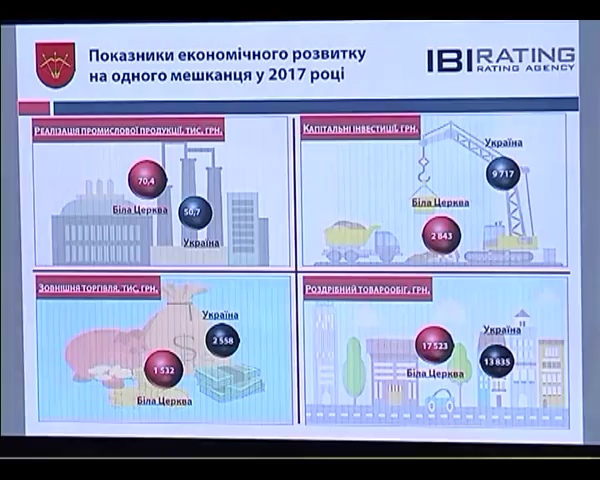 Показники економічного розвитку
на одного мешканця у 2017 році
IBI RATING
RATING AGENCY
Реалізація промислової продукції, тис. грн.
70,4
Біла Церква
50,7
Україна
Капітальні інвестиції, грн.
Україна
9 717
Біла Церква
2 843
Зовнішня торгівля, тис. грн.
Україна
2 558
1 532
Біла Церква
Роздрібний товарообіг, грн.
17 523
Біла Церква
Україна
13 835